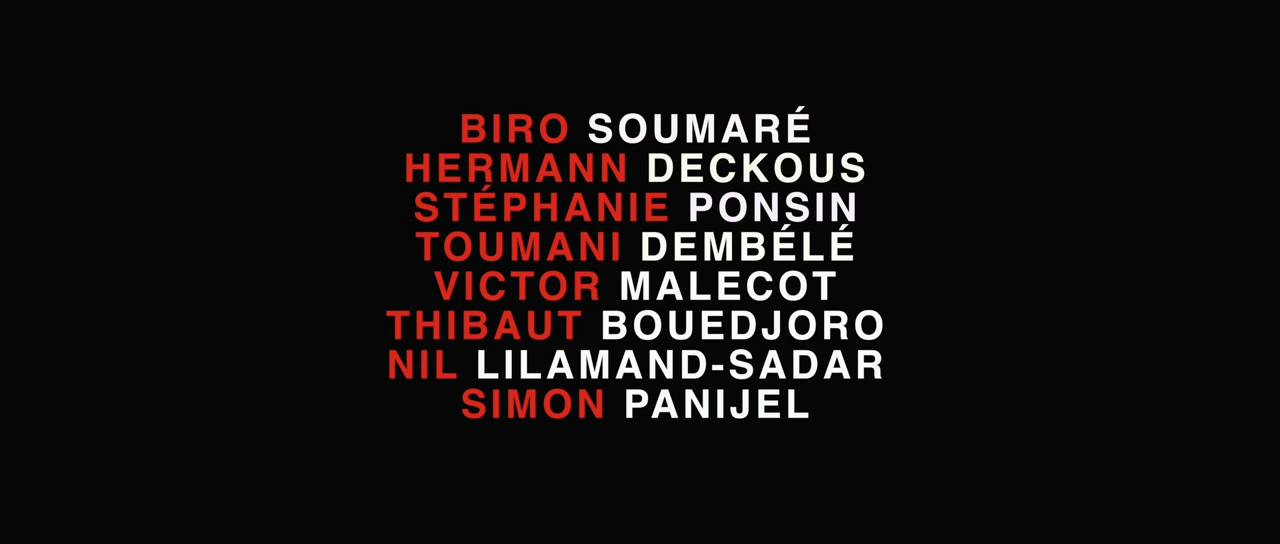 BIRO SOUMARÉ
HERMANN DECKOUS
STÉPHANIE PONSIN
TOUMANI DEMBÉLÉ
VICTOR MALECOT
THIBAUT BOUEDJORO
NIL LILAMAND-SADAR
SIMON PANIJEL